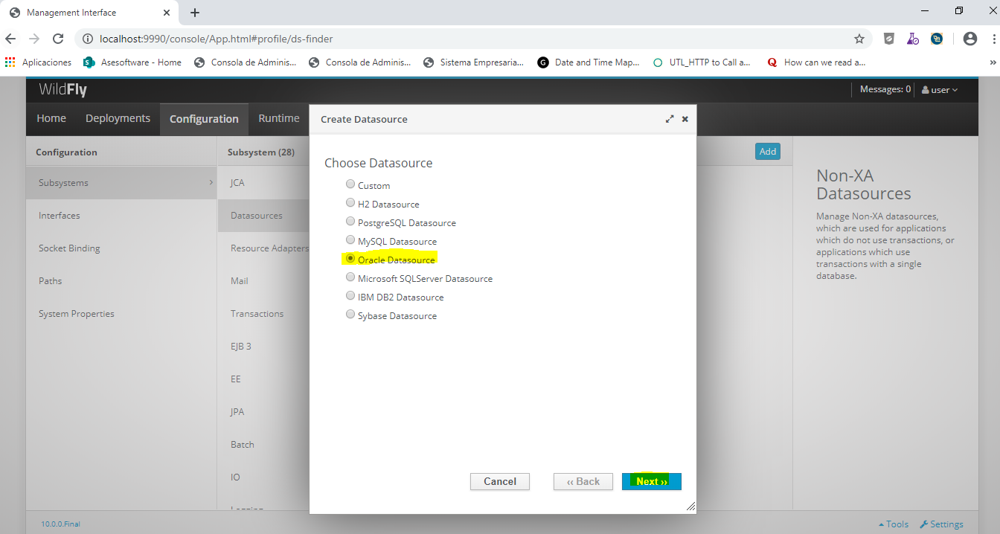 Management Interface
localhost:9990/console/App.html#profile/ds-finder
Aplicaciones
Asesoftware - Home
Consola de Adminis...
Consola de Adminis...
Sistema Empresaria...
Date and Time Map...
UTL_HTTP to Call a...
How can we read a...
WildFly
Messages: 0
user
Home
Deployments
Configuration
Runtime
Configuration
Subsystems
Interfaces
Socket Binding
Paths
System Properties
Subsystem (28)
JCA
Datasources
Resource Adapters
Mail
Transactions
EJB 3
EE
JPA
Batch
IO
Logging
Create Datasource
Choose Datasource
Custom
H2 Datasource
PostgreSQL Datasource
MySQL Datasource
Oracle Datasource
Microsoft SQLServer Datasource
IBM DB2 Datasource
Sybase Datasource
Cancel
‹‹ Back
Next ››
Add
Non-XA
Datasources
Manage Non-XA datasources,
which are used for applications
which do not use transactions, or
applications which use
transactions with a single
database.
10.0.0.Final
Tools
Settings